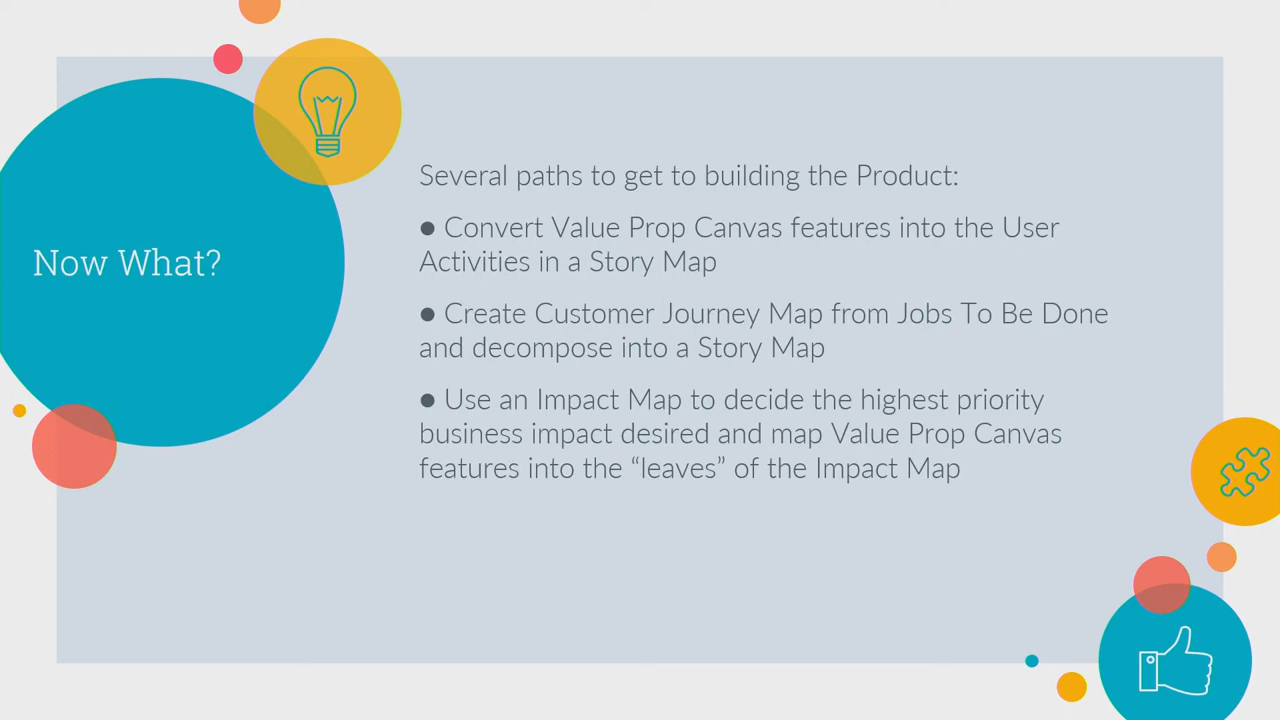 Now What?
Several paths to get to building the Product:
● Convert Value Prop Canvas features into the User
Activities in a Story Map
● Create Customer Journey Map from Jobs To Be Done
and decompose into a Story Map
● Use an Impact Map to decide the highest priority
business impact desired and map Value Prop Canvas
features into the “leaves” of the Impact Map